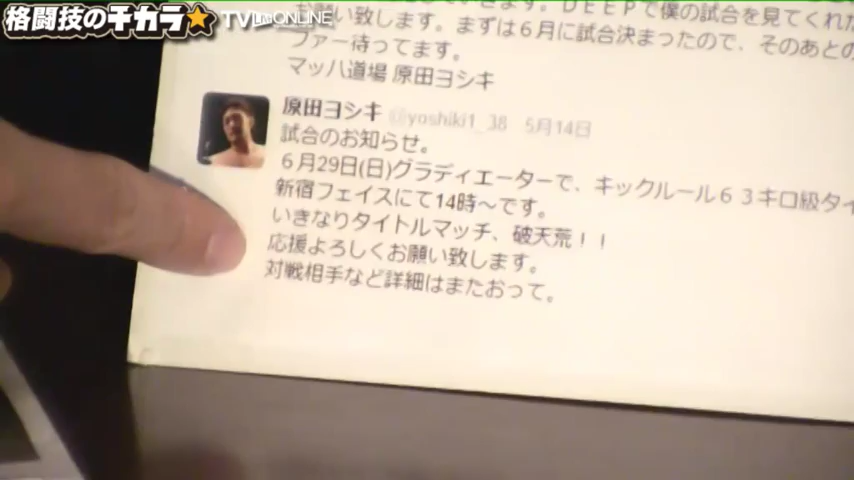 格闘技のチカラ★ TV LIVE ONLINE
お願い致します。まずは6月に試合決まったので、そのあとの
ファー待ってます。
マッハ道場 原田ヨシキ
原田ヨシキ @yoshiki1_38 5月14日
試合のお知らせ。
6月29日(日)グラディエーターで、キックルール63キロ級タイ
新宿フェイスにて14時〜です。
いきなりタイトルマッチ、破天荒!!
応援よろしくお願い致します。
対戦相手など詳細はまたおって。